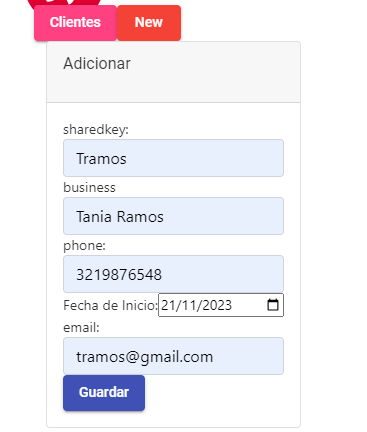 Clientes New
Adicionar
sharedkey:
Tramos
business
Tania Ramos
phone:
3219876548
Fecha de Inicio: 21/11/2023
email:
tramos@gmail.com
Guardar